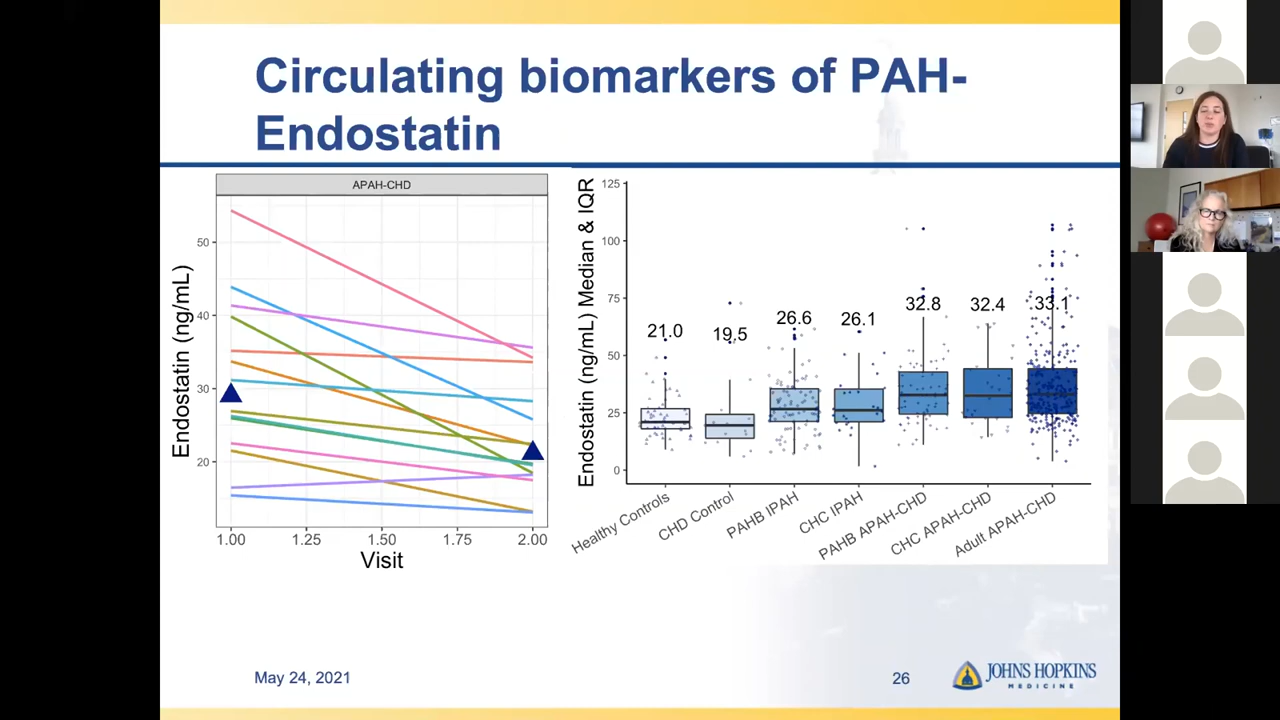 Circulating biomarkers of PAH-
Endostatin
APAH-CHD
Endostatin (ng/mL)
50
40
30
20
1.00 1.25 1.50 1.75 2.00
Visit
Endostatin (ng/mL) Median & IQR
125
100
75
50
25
0
21.0 19.5 26.6 26.1 32.8 32.4 33.1
Healthy Controls
CHD Control
PAHB IPAH
CHC IPAH
PAHB APAH-CHD
CHC APAH-CHD
Adult APAH-CHD
May 24, 2021
26
JOHNS HOPKINS
MEDICINE